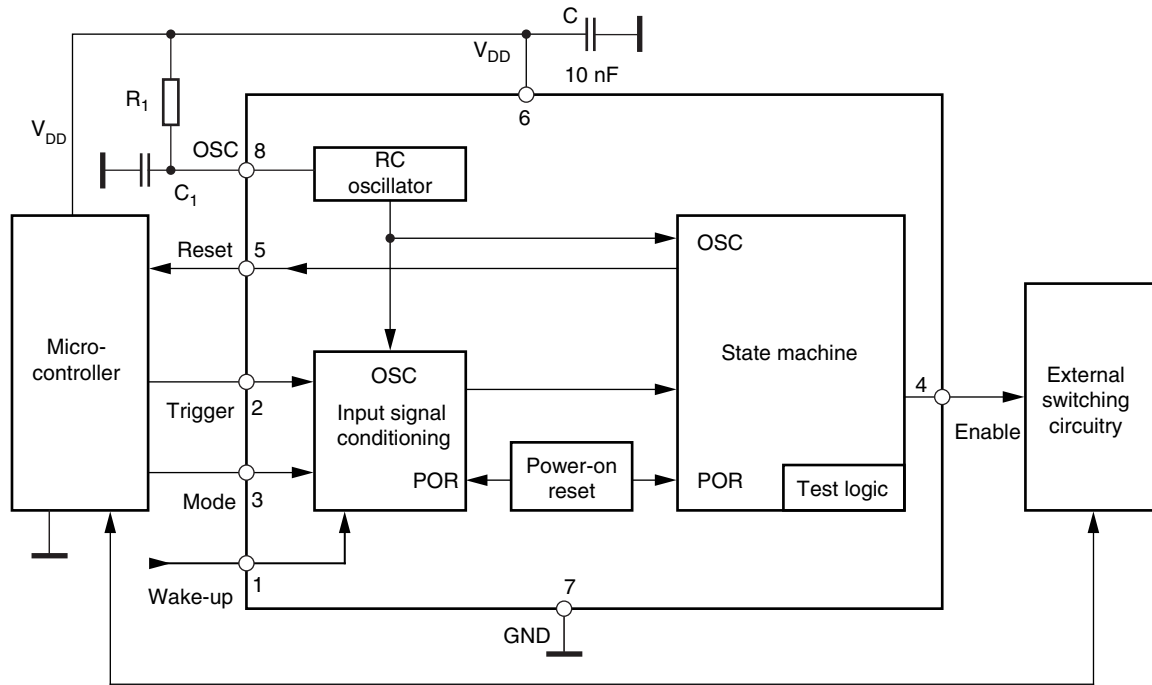 C
V_DD
10 nF
R₁
6
V_DD
OSC
8
RC
oscillator
C₁
Reset
5
OSC
Micro-
controller
State machine
OSC
4
External
switching
circuitry
Input signal
conditioning
Trigger
2
Enable
Power-on
reset
POR
POR
Test logic
Mode
3
Wake-up
1
7
GND